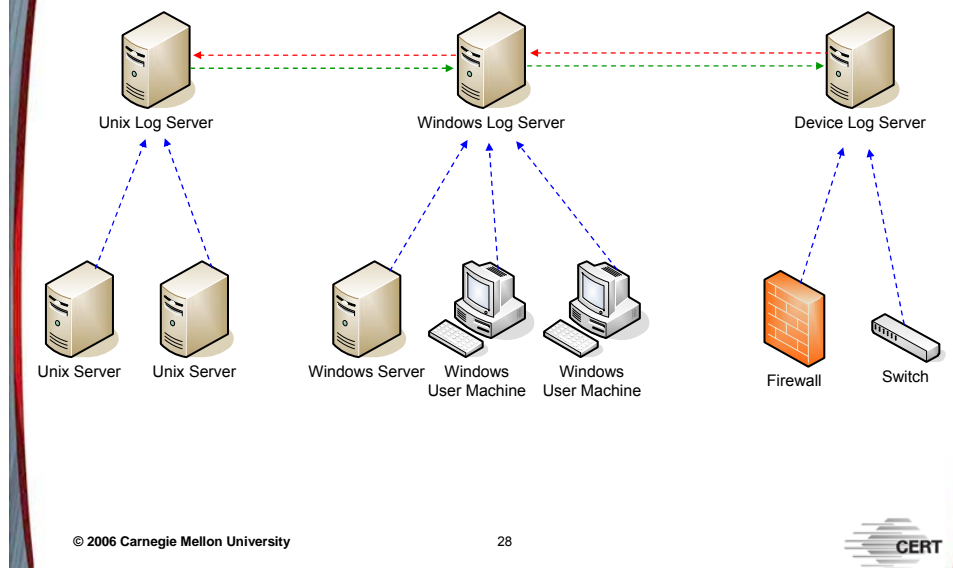 Unix Log Server
Windows Log Server
Device Log Server
Unix Server
Unix Server
Windows Server
Windows
User Machine
Windows
User Machine
Firewall
Switch
© 2006 Carnegie Mellon University
28
CERT